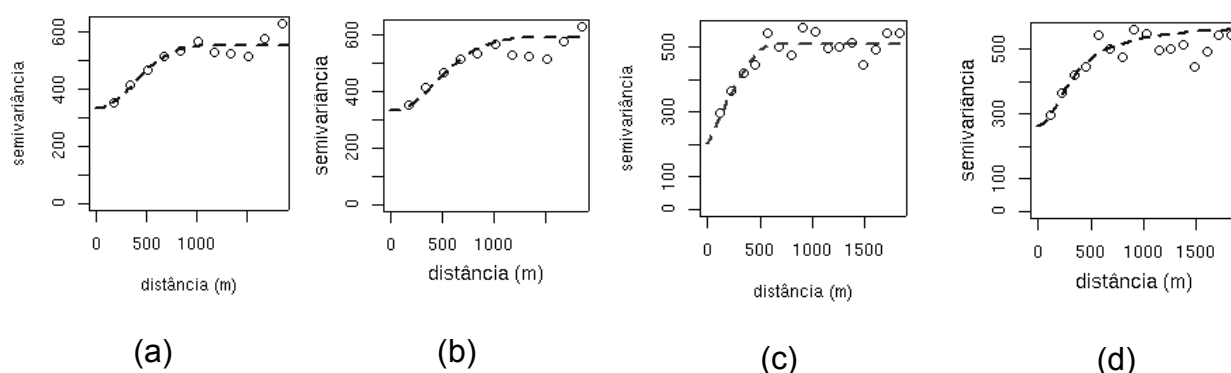 semivariância
0 200 400 600
0 500 1000
distância (m)
(a)
semivariância
0 200 400 600
0 500 1000
distância (m)
(b)
semivariância
0 100 300 500
0 500 1000 1500
distância (m)
(c)
semivariância
0 100 300 500
0 500 1000 1500
distância (m)
(d)